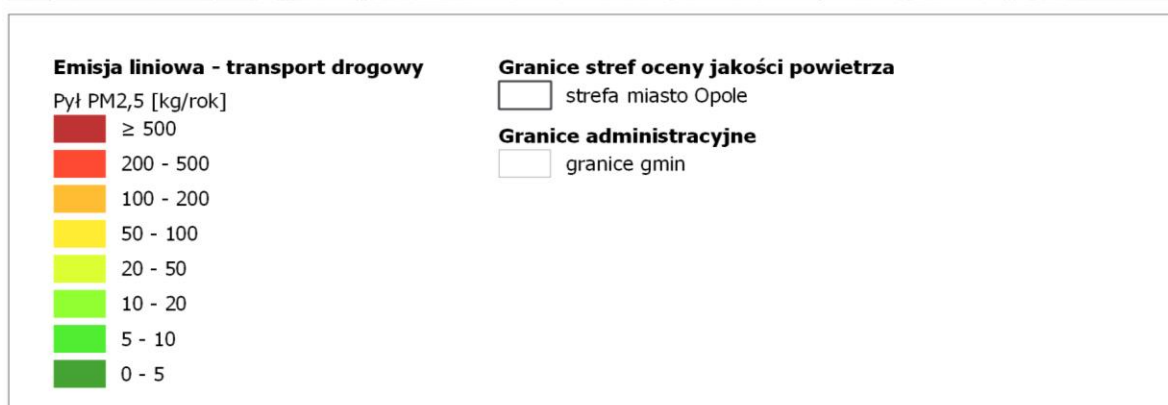 Emisja liniowa - transport drogowy
Pył PM2,5 [kg/rok]
≥ 500
200 - 500
100 - 200
50 - 100
20 - 50
10 - 20
5 - 10
0 - 5
Granice stref oceny jakości powietrza
strefa miasto Opole
Granice administracyjne
granice gmin